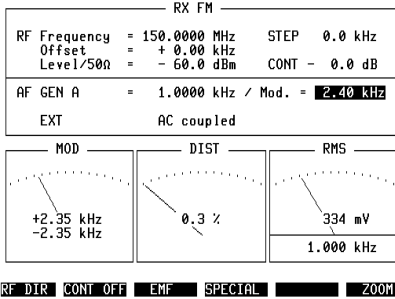 RX FM
RF Frequency = 150.0000 MHz STEP 0.0 kHz
Offset = + 0.00 kHz
Level/50Ω = - 60.0 dBm CONT - 0.0 dB
AF GEN A = 1.0000 kHz / Mod. = 2.40 kHz
EXT AC coupled
MOD DIST RMS
+2.35 kHz 0.3 % 334 mV
-2.35 kHz
1.000 kHz
RF DIR CONT OFF EMF SPECIAL ZOOM